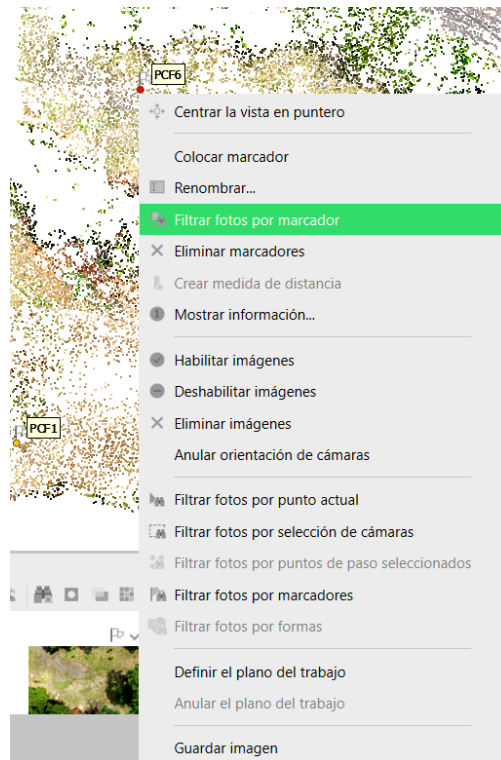 PCF6
Centrar la vista en puntero
Colocar marcador
Renombrar...
Filtrar fotos por marcador
Eliminar marcadores
Crear medida de distancia
Mostrar información...
Habilitar imágenes
Deshabilitar imágenes
PCF1
Eliminar imágenes
Anular orientación de cámaras
Filtrar fotos por punto actual
Filtrar fotos por selección de cámaras
Filtrar fotos por puntos de paso seleccionados
Filtrar fotos por marcadores
Filtrar fotos por formas
Definir el plano del trabajo
Anular el plano del trabajo
Guardar imagen